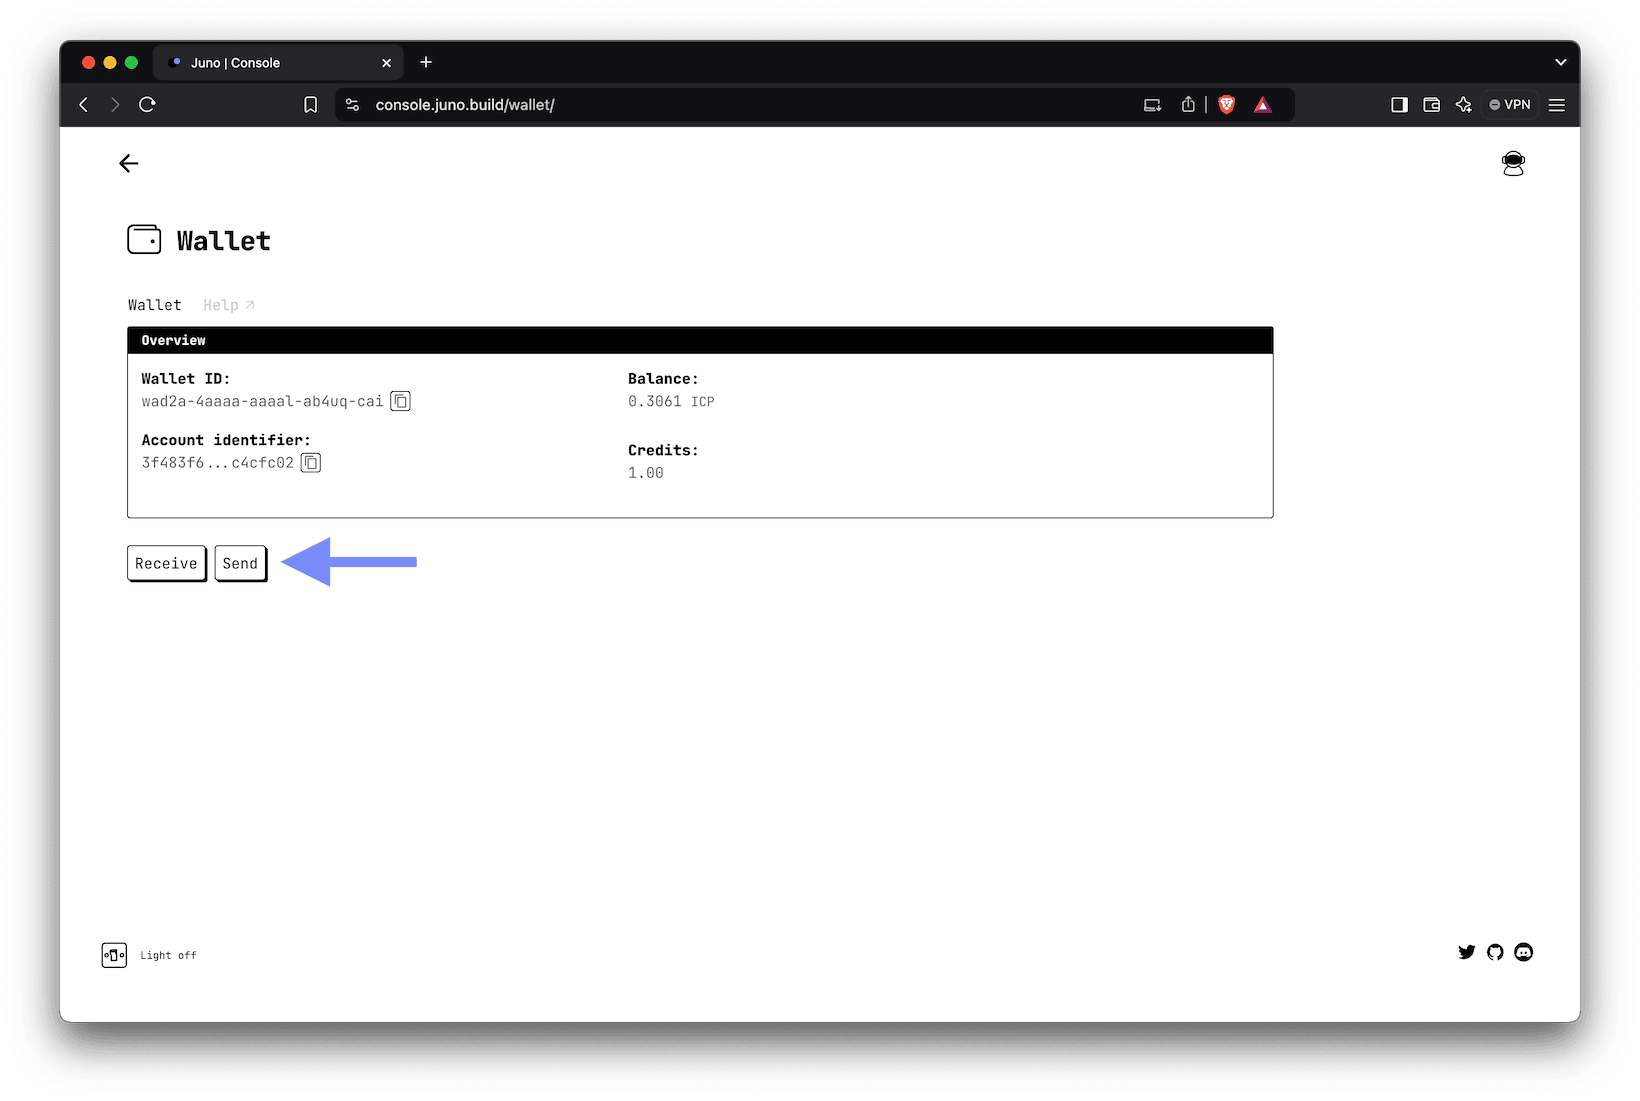 Juno | Console
console.juno.build/wallet/
VPN
Wallet
Wallet Help
Overview
Wallet ID:
wad2a-4aaaa-aaaal-ab4uq-cai
Account identifier:
3f483f6...c4cfc02
Balance:
0.3061 ICP
Credits:
1.00
Receive Send
Light off